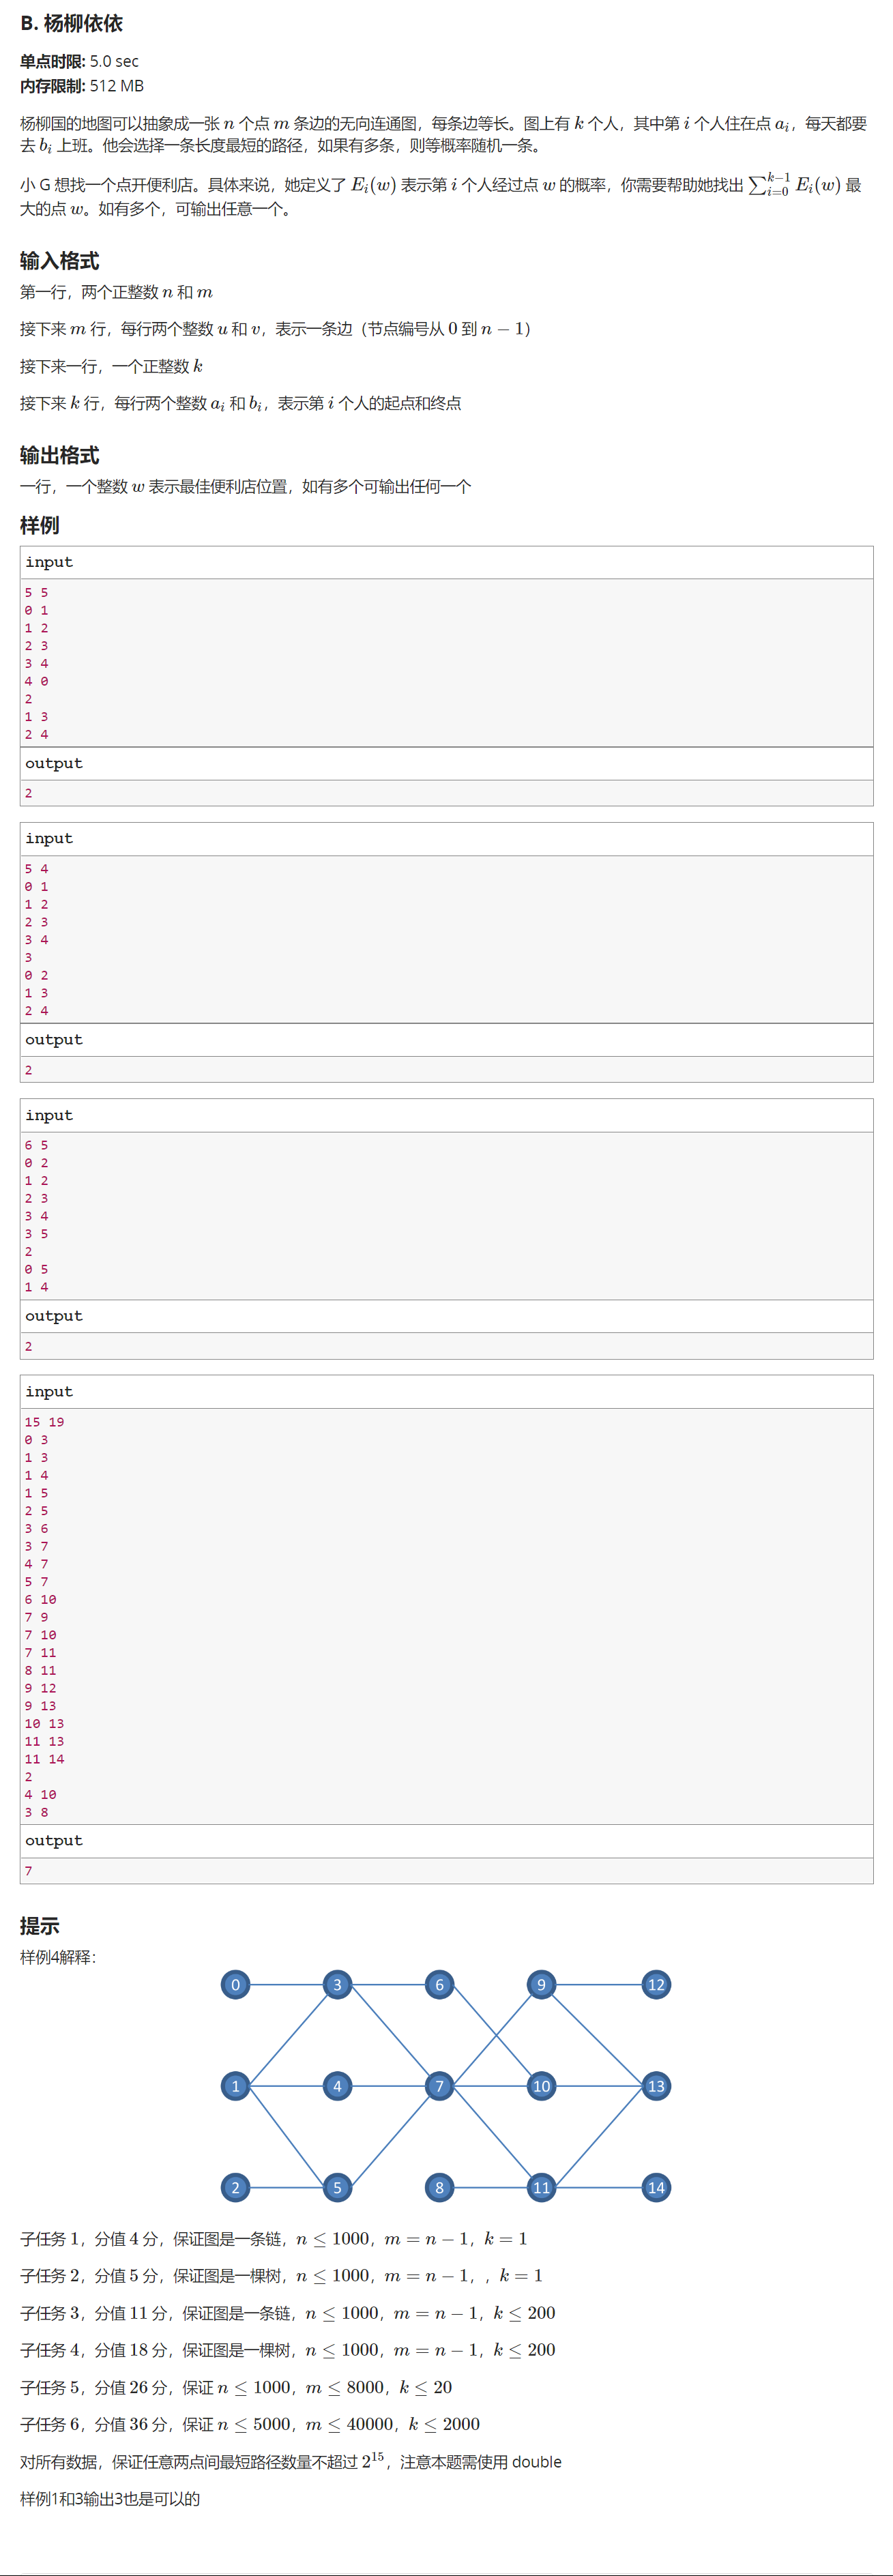 B. 杨柳依依
单点时限: 5.0 sec
内存限制: 512 MB
杨柳国的地图可以抽象成一张 n 个点 m 条边的无向连通图，每条边等长。图上有 k 个人，其中第 i 个人住在点 a_i，每天都要
去 b_i 上班。他会选择一条长度最短的路径，如果有多条，则等概率随机一条。
小 G 想找一个点开便利店。具体来说，她定义了 E_i(w) 表示第 i 个人经过点 w 的概率，你需要帮助她找出 ∑_{i=0}^{k-1} E_i(w) 最
大的点 w。如有多个，可输出任意一个。
输入格式
第一行，两个正整数 n 和 m
接下来 m 行，每行两个整数 u 和 v，表示一条边（节点编号从 0 到 n − 1）
接下来一行，一个正整数 k
接下来 k 行，每行两个整数 a_i 和 b_i，表示第 i 个人的起点和终点
输出格式
一行，一个整数 w 表示最佳便利店位置，如有多个可输出任何一个
样例
input
5 5
0 1
1 2
2 3
3 4
4 0
2
1 3
2 4
output
2
input
5 4
0 1
1 2
2 3
3 4
3
0 2
1 3
2 4
output
2
input
6 5
0 2
1 2
2 3
3 4
3 5
2
0 5
1 4
output
2
input
15 19
0 3
1 3
1 4
1 5
2 5
3 6
3 7
4 7
5 7
6 10
7 9
7 10
7 11
8 11
9 12
9 13
10 13
11 13
11 14
2
4 10
3 8
output
7
提示
样例4解释：
0 3 6 9 12
1 4 7 10 13
2 5 8 11 14
子任务 1，分值 4 分，保证图是一条链，n ≤ 1000，m = n − 1，k = 1
子任务 2，分值 5 分，保证图是一棵树，n ≤ 1000，m = n − 1，，k = 1
子任务 3，分值 11 分，保证图是一条链，n ≤ 1000，m = n − 1，k ≤ 200
子任务 4，分值 18 分，保证图是一棵树，n ≤ 1000，m = n − 1，k ≤ 200
子任务 5，分值 26 分，保证 n ≤ 1000，m ≤ 8000，k ≤ 20
子任务 6，分值 36 分，保证 n ≤ 5000，m ≤ 40000，k ≤ 2000
对所有数据，保证任意两点间最短路径数量不超过 2^15，注意本题需使用 double
样例1和3输出3也是可以的